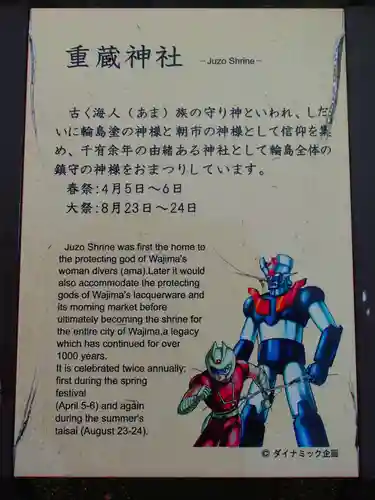 重蔵神社 －Juzo Shrine－
古く海人（あま）族の守り神といわれ、しだ
いに輪島塗の神様と朝市の神様として信仰を集
め、千有余年の由緒ある神社として輪島全体の
鎮守の神様をおまつりしています。
春祭:4月5日～6日
大祭:8月23日～24日
Juzo Shrine was first the home to
the protecting god of Wajima's
woman divers (ama).Later it would
also accommodate the protecting
gods of Wajima's lacquerware and
its morning market before
ultimately becoming the shrine for
the entire city of Wajima,a legacy
which has continued for over
1000 years.
It is celebrated twice annually:
first during the spring
festival
(April 5-6) and again
during the summer's
taisai (August 23-24).
© ダイナミック企画